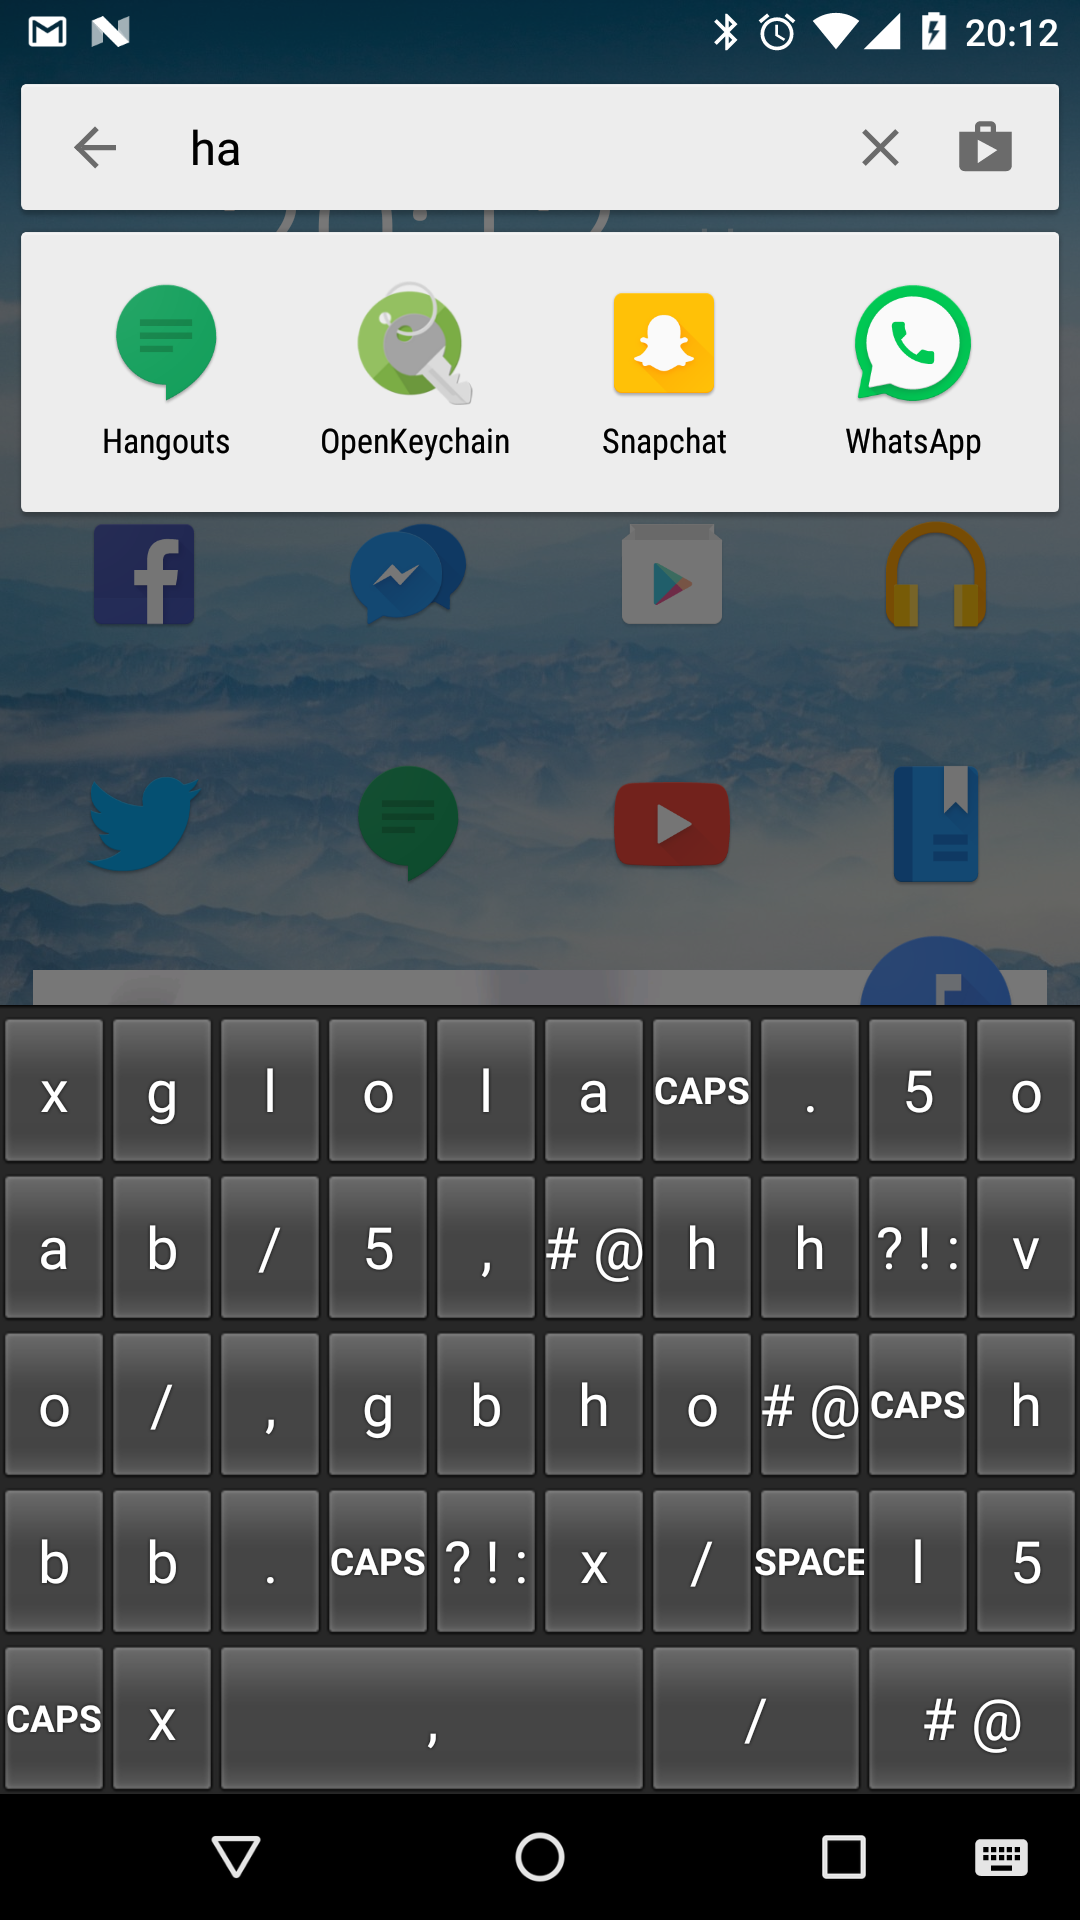 20:12
ha
Hangouts OpenKeychain Snapchat WhatsApp
x g l o l a CAPS . 5 o
a b / 5 , #@ h h ?!: v
o / , g b h o #@ CAPS h
b b . CAPS ?!: x / SPACE l 5
CAPS x , / #@